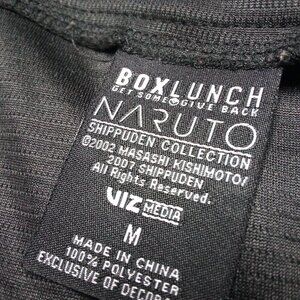 BOXLUNCH
GET SOME GIVE BACK
NARUTO
SHIPPUDEN COLLECTION
©2002 MASASHI KISHIMOTO/
2007 SHIPPUDEN
All Rights Reserved.
VIZ MEDIA
M
MADE IN CHINA
100% POLYESTER
EXCLUSIVE OF DECORA